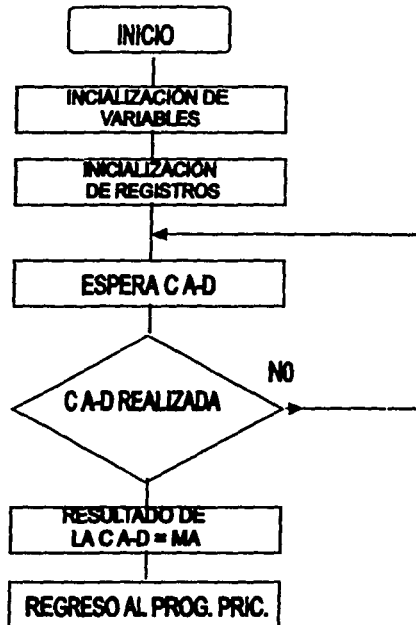 INICIO
INCIALIZACIÓN DE
VARIABLES
INICIALIZACIÓN
DE REGISTROS
ESPERA C A-D
C A-D REALIZADA
NO
RESULTADO DE
LA C A-D = MA
REGRESO AL PROG. PRIC.